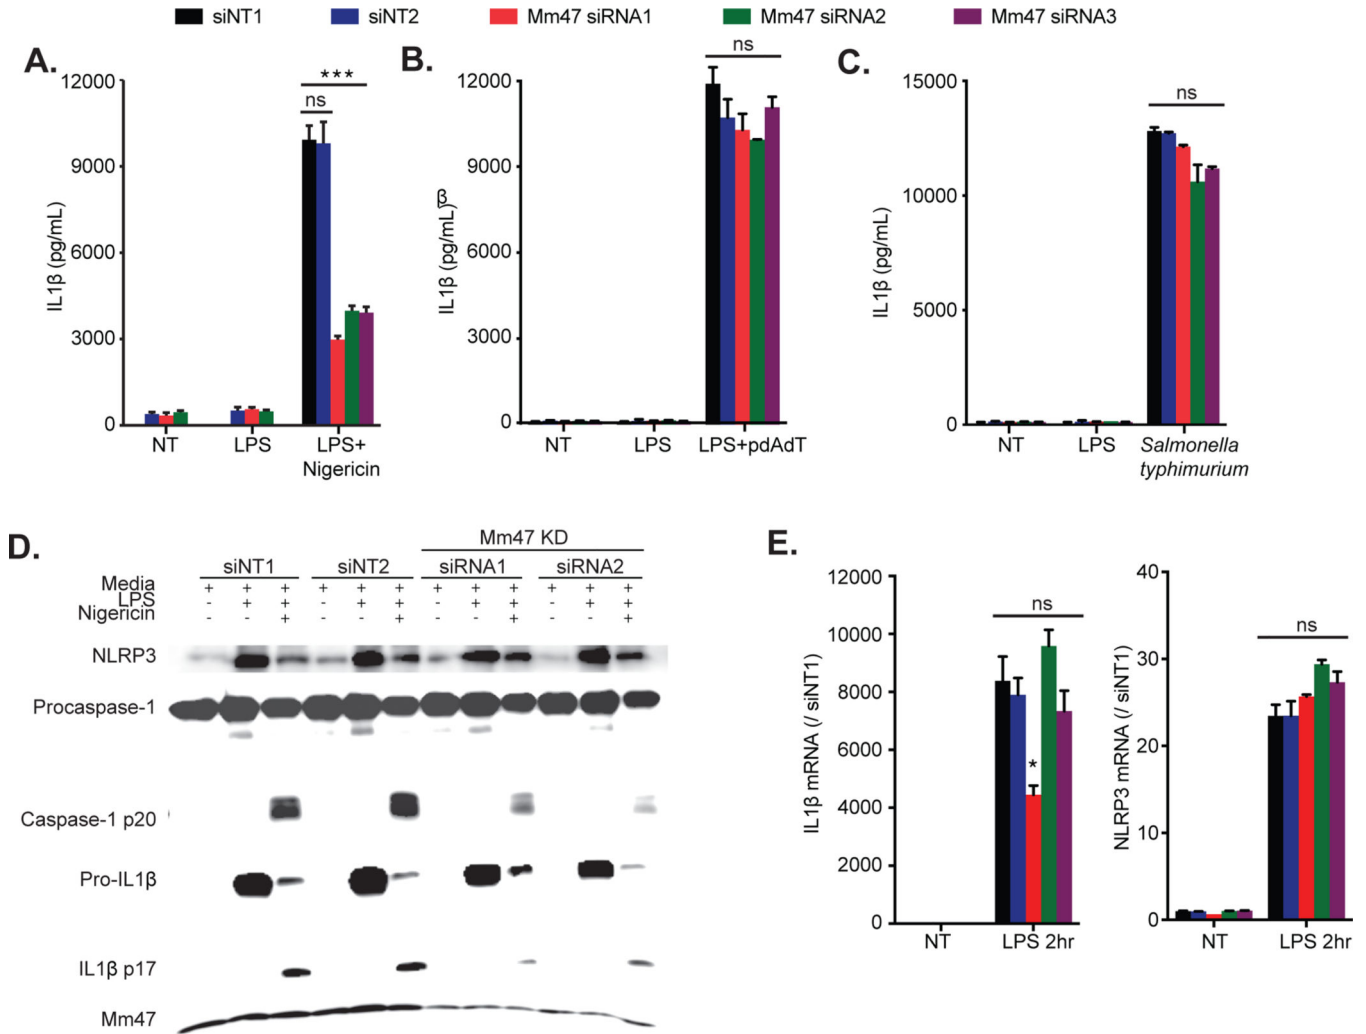 siNT1 siNT2 Mm47 siRNA1 Mm47 siRNA2 Mm47 siRNA3
A.
12000
9000
6000
3000
0
IL1β (pg/mL)
***
ns
NT LPS LPS+
Nigericin
B.
12000
9000
6000
3000
0
IL1β (pg/mL)
β
ns
NT LPS LPS+pdAdT
C.
15000
10000
5000
0
IL1β (pg/mL)
ns
NT LPS Salmonella
typhimurium
D.
Mm47 KD
siNT1 siNT2 siRNA1 siRNA2
Media + + + + + + + + + + + +
LPS - + + - + + - + + - + +
Nigericin - - + - - + - - + - - +
NLRP3
Procaspase-1
Caspase-1 p20
Pro-IL1β
IL1β p17
Mm47
E.
12000
10000
8000
6000
4000
2000
0
IL1β mRNA (/ siNT1)
ns
*
NT LPS 2hr
40
30
20
10
0
NLRP3 mRNA (/ siNT1)
ns
NT LPS 2hr